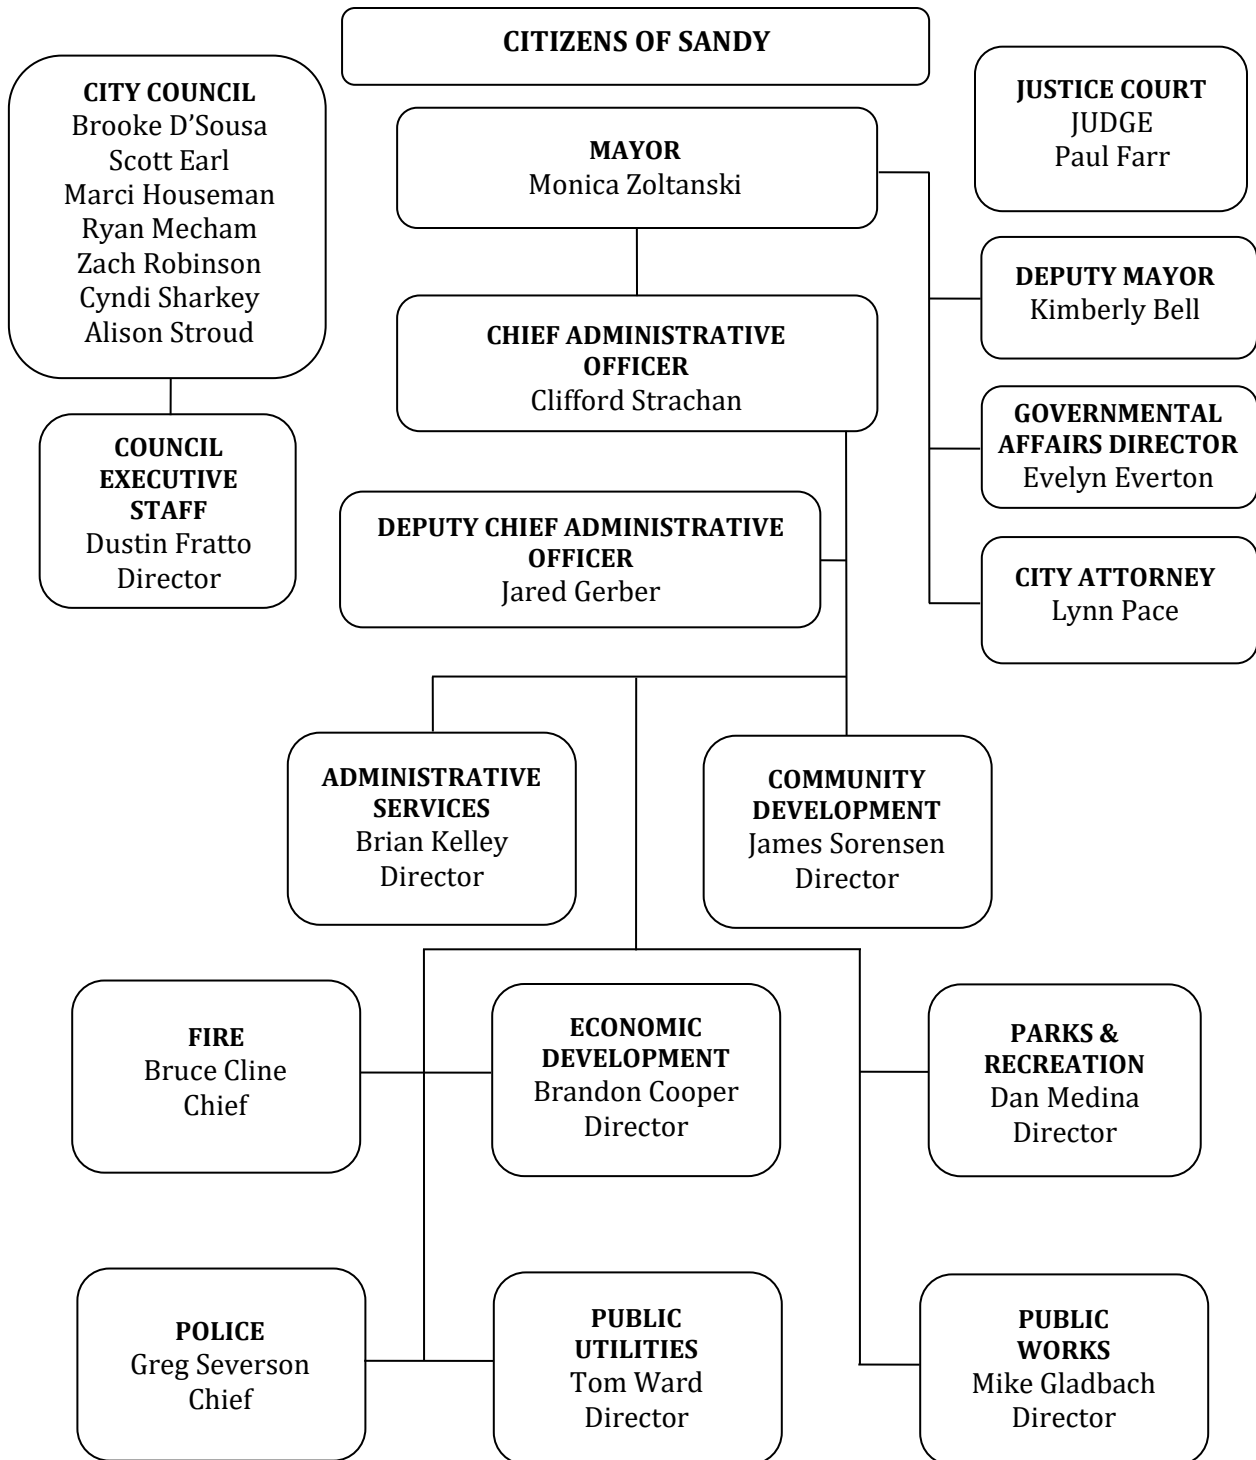 CITIZENS OF SANDY
CITY COUNCIL
Brooke D’Sousa
Scott Earl
Marci Houseman
Ryan Mecham
Zach Robinson
Cyndi Sharkey
Alison Stroud
MAYOR
Monica Zoltanski
JUSTICE COURT
JUDGE
Paul Farr
DEPUTY MAYOR
Kimberly Bell
CHIEF ADMINISTRATIVE
OFFICER
Clifford Strachan
GOVERNMENTAL
AFFAIRS DIRECTOR
Evelyn Everton
COUNCIL
EXECUTIVE
STAFF
Dustin Fratto
Director
DEPUTY CHIEF ADMINISTRATIVE
OFFICER
Jared Gerber
CITY ATTORNEY
Lynn Pace
ADMINISTRATIVE
SERVICES
Brian Kelley
Director
COMMUNITY
DEVELOPMENT
James Sorensen
Director
FIRE
Bruce Cline
Chief
ECONOMIC
DEVELOPMENT
Brandon Cooper
Director
PARKS &
RECREATION
Dan Medina
Director
POLICE
Greg Severson
Chief
PUBLIC
UTILITIES
Tom Ward
Director
PUBLIC
WORKS
Mike Gladbach
Director